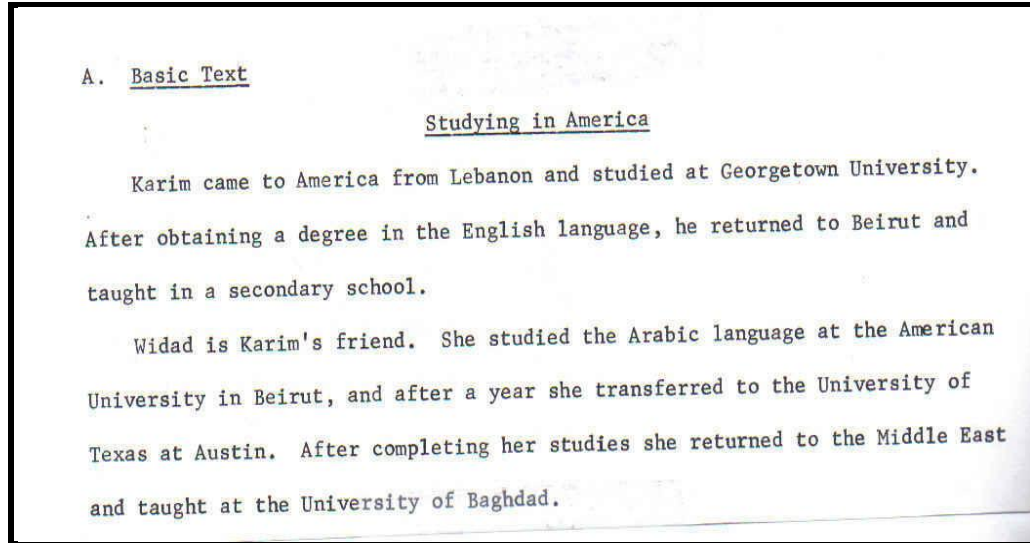 A. Basic Text
Studying in America
Karim came to America from Lebanon and studied at Georgetown University.
After obtaining a degree in the English language, he returned to Beirut and
taught in a secondary school.
Widad is Karim's friend. She studied the Arabic language at the American
University in Beirut, and after a year she transferred to the University of
Texas at Austin. After completing her studies she returned to the Middle East
and taught at the University of Baghdad.